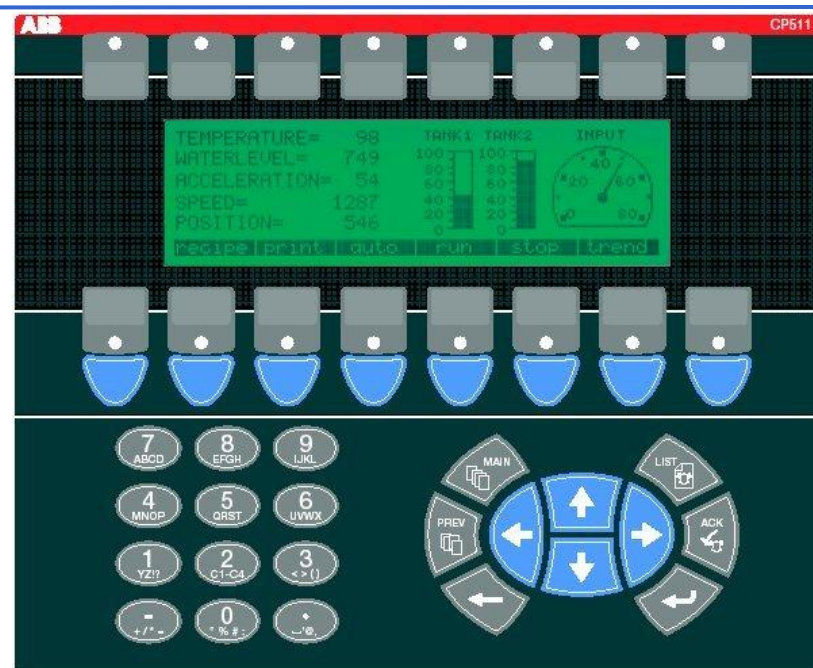 ABB CP511
TEMPERATURE= 98
WATERLEVEL= 749
ACCELERATION= 54
SPEED= 1287
POSITION= 546
TANK1 TANK2 INPUT
100 100
80 80
60 60
40 40
20 20
0 0
40
20 60
0 80
recipe print auto run stop trend
7 8 9
ABCD EFGH IJKL
4 5 6
MNOP QRST UVWX
1 2 3
YZ!? C1-C4 <>()
- 0 .
+/*= °%#: '@,
MAIN LIST
PREV ACK